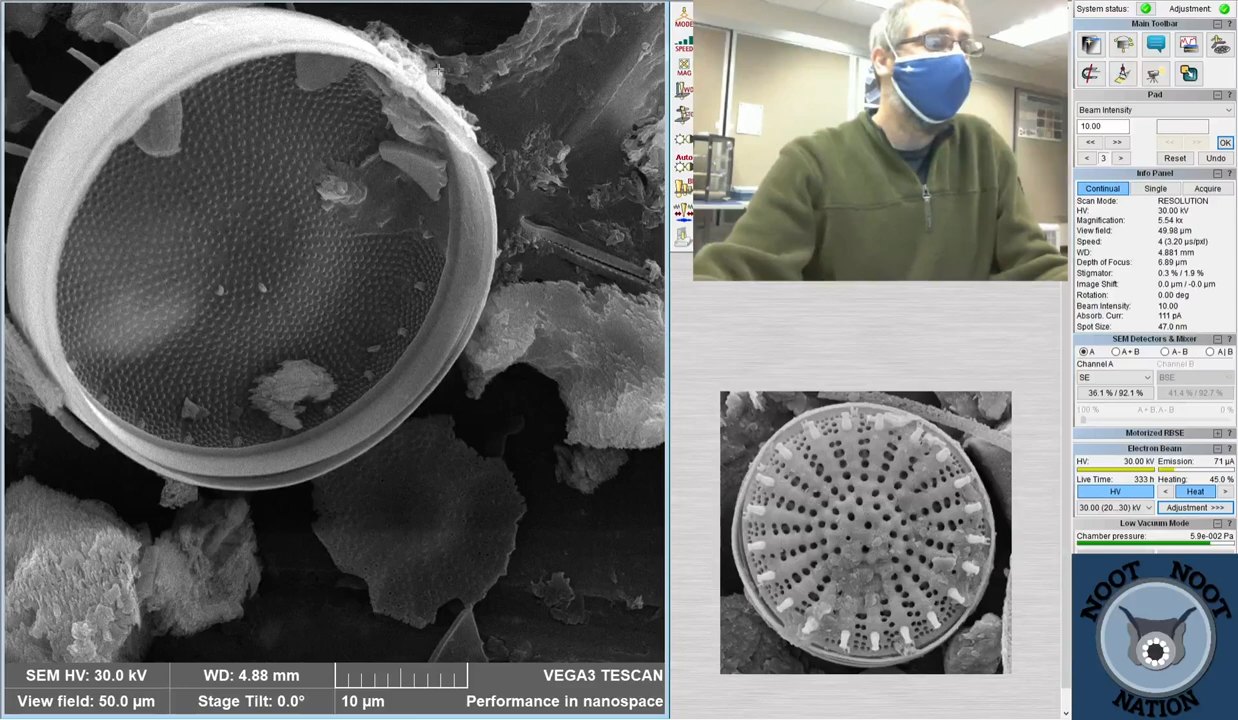 SEM HV: 30.0 kV
WD: 4.88 mm
VEGA3 TESCAN
View field: 50.0 µm
Stage Tilt: 0.0°
10 µm
Performance in nanospace
MODE
SPEED
MAG
WD
Auto
System status:
Adjustment:
Main Toolbar
?
Pad
?
Beam Intensity
10.00
<<
>>
<<
>>
OK
<
3
>
Reset
Undo
Info Panel
?
Continual
Single
Acquire
Scan Mode: RESOLUTION
HV: 30.00 kV
Magnification: 5.54 kx
View field: 49.98 µm
Speed: 4 (3.20 µs/pxl)
WD: 4.881 mm
Depth of Focus: 6.89 µm
Stigmator: 0.3 % / 1.9 %
Image Shift: 0.0 µm / -0.0 µm
Rotation: 0.00 deg
Beam Intensity: 10.00
Absorb. Curr: 111 pA
Spot Size: 47.0 nm
SEM Detectors & Mixer
?
A
A + B
A - B
A | B
Channel A
Channel B
SE
BSE
36.1 % / 92.1 %
41.4 % / 92.7 %
100 %
A + B, A - B
0 %
Motorized RBSE
?
Electron Beam
?
HV: 30.00 kV
Emission: 71 µA
Live Time: 333 h
Heating: 45.0 %
HV
<
Heat
>
30.00 (20...30) kV
Adjustment >>>
Low Vacuum Mode
?
Chamber pressure: 5.9e-002 Pa
NOOT NOOT
NATION